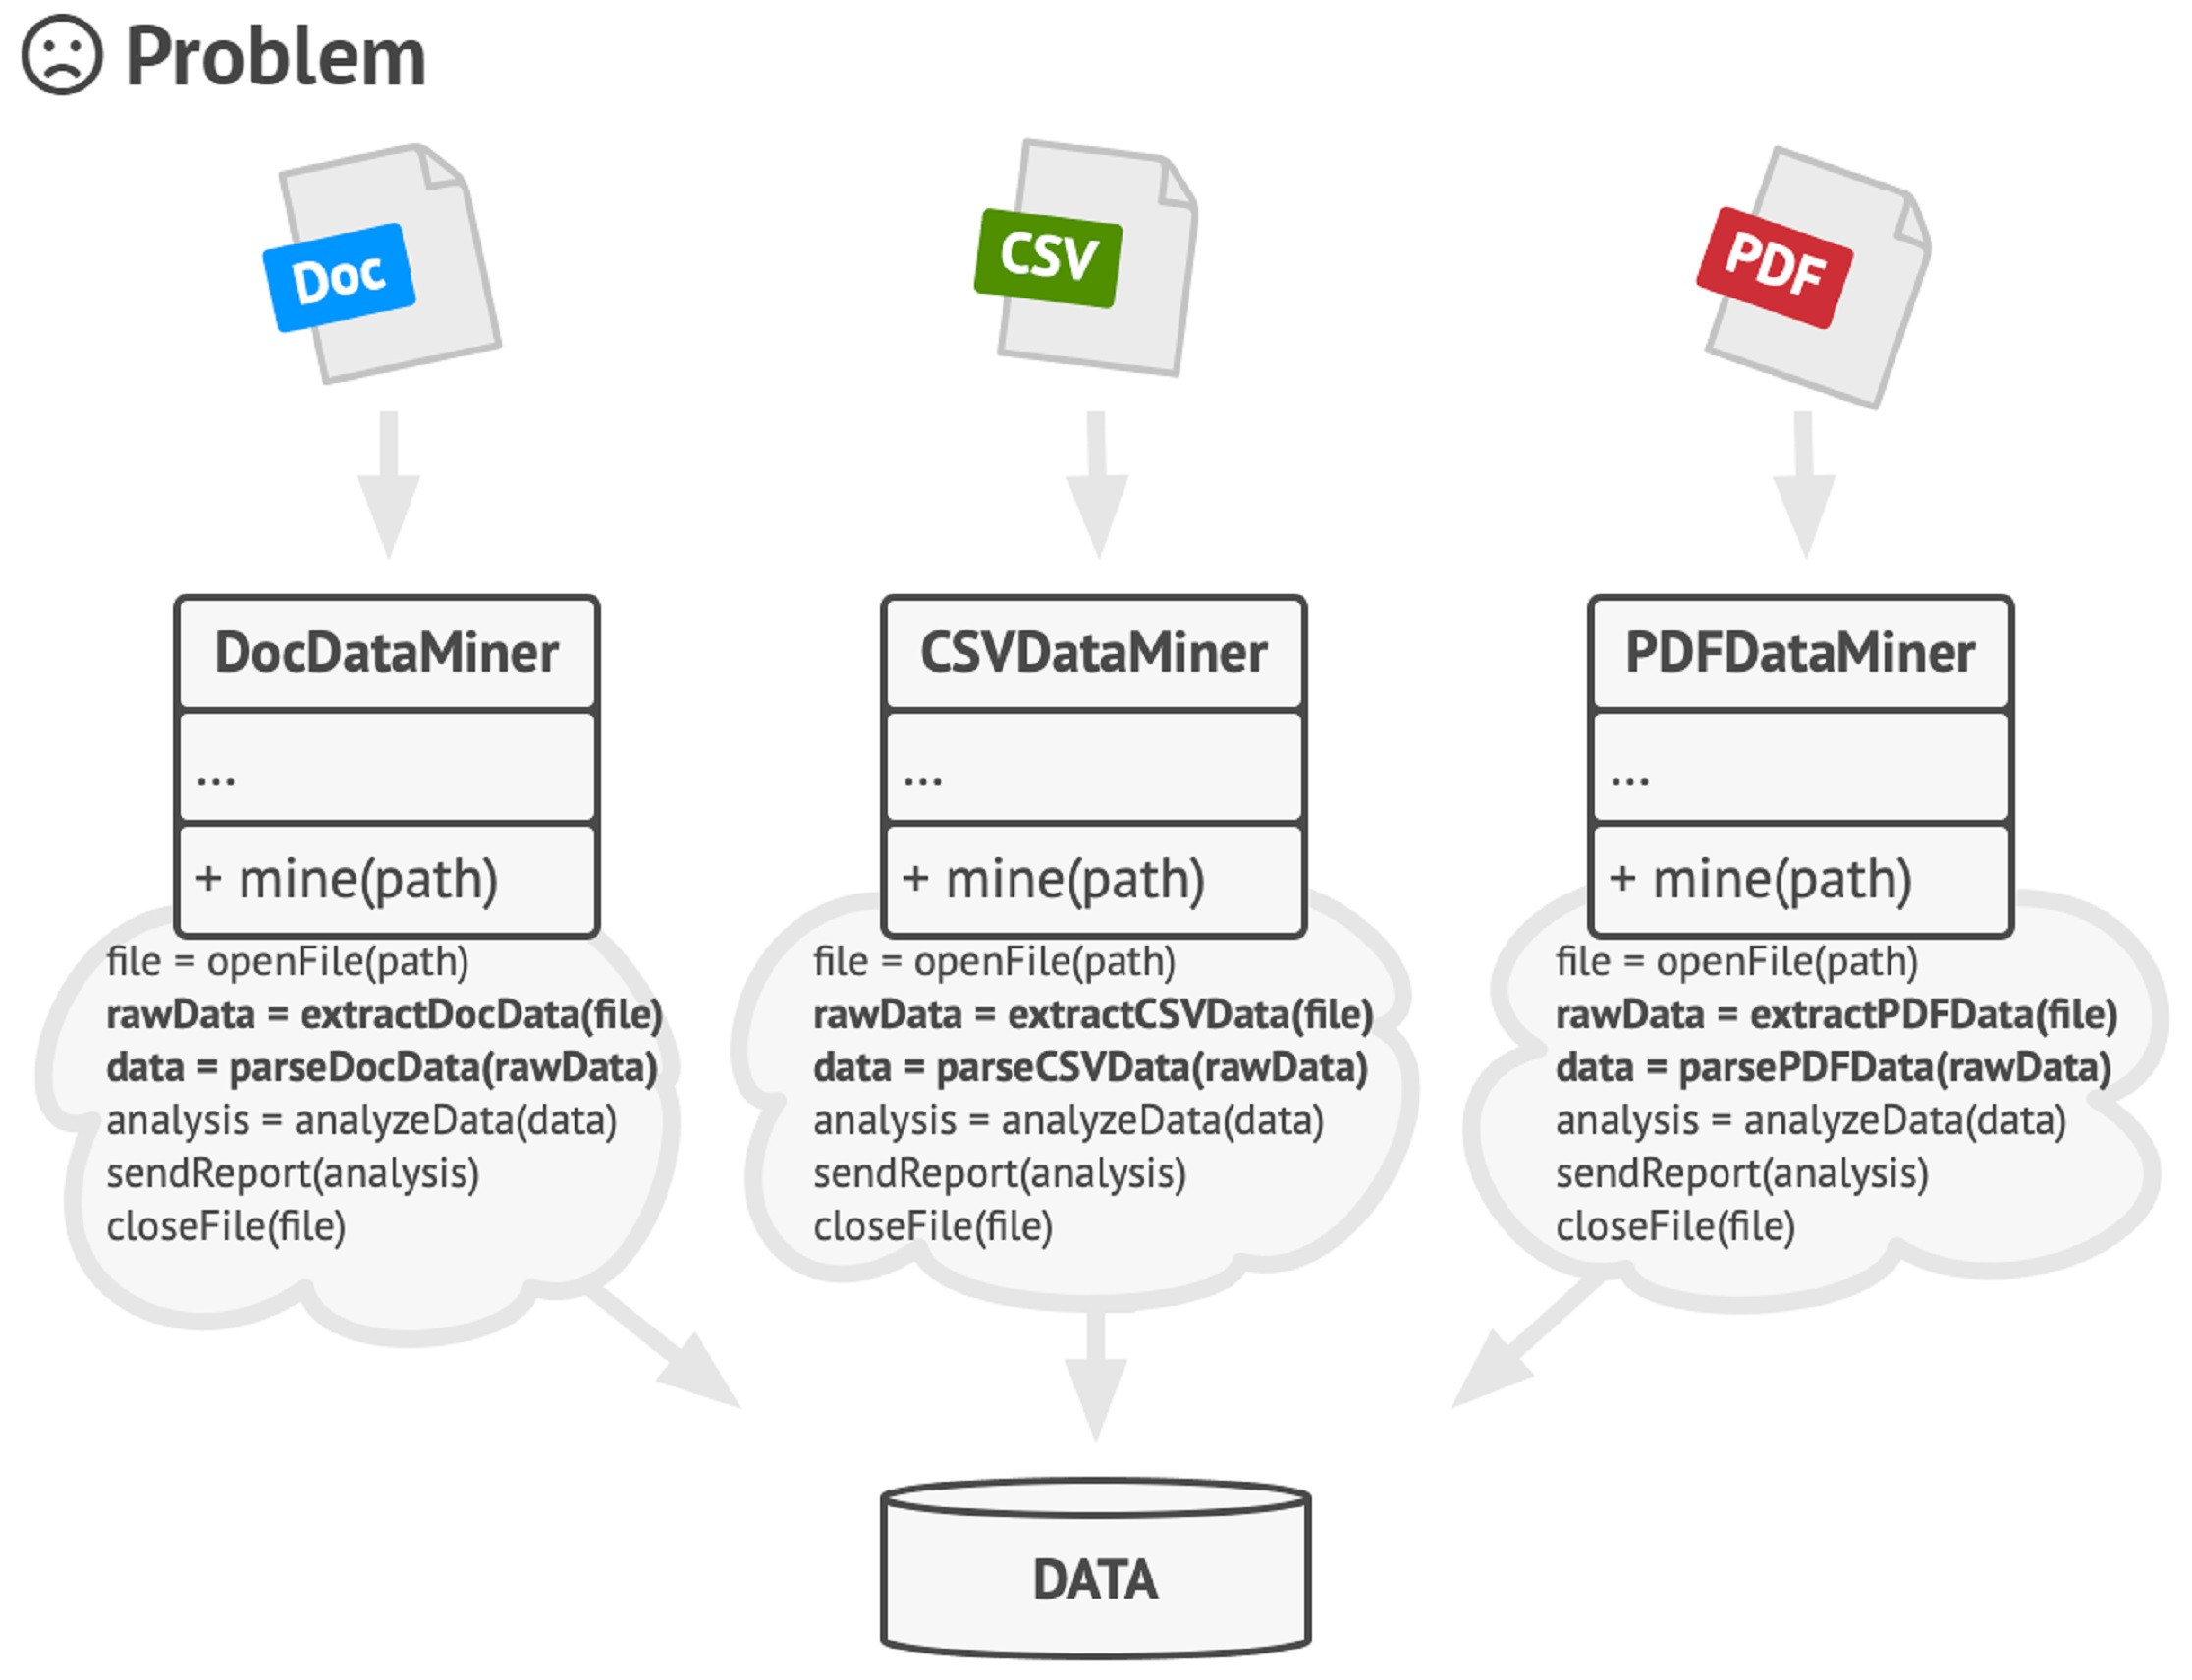 Problem
Doc
CSV
PDF
DocDataMiner
...
+ mine(path)
file = openFile(path)
rawData = extractDocData(file)
data = parseDocData(rawData)
analysis = analyzeData(data)
sendReport(analysis)
closeFile(file)
CSVDataMiner
...
+ mine(path)
file = openFile(path)
rawData = extractCSVData(file)
data = parseCSVData(rawData)
analysis = analyzeData(data)
sendReport(analysis)
closeFile(file)
PDFDataMiner
...
+ mine(path)
file = openFile(path)
rawData = extractPDFData(file)
data = parsePDFData(rawData)
analysis = analyzeData(data)
sendReport(analysis)
closeFile(file)
DATA